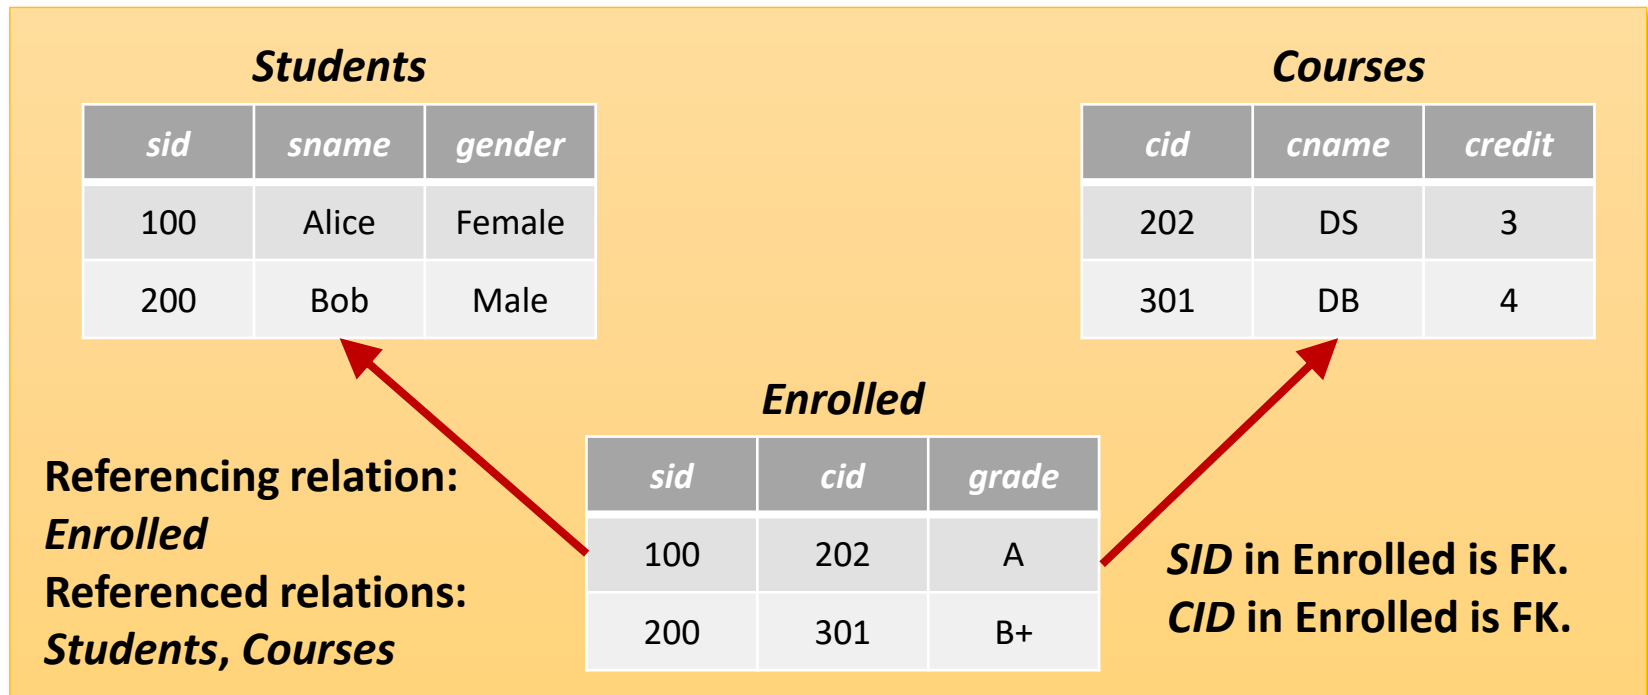 Students
sid sname gender
100 Alice Female
200 Bob Male
Courses
cid cname credit
202 DS 3
301 DB 4
Enrolled
sid cid grade
100 202 A
200 301 B+
Referencing relation:
Enrolled
Referenced relations:
Students, Courses
SID in Enrolled is FK.
CID in Enrolled is FK.